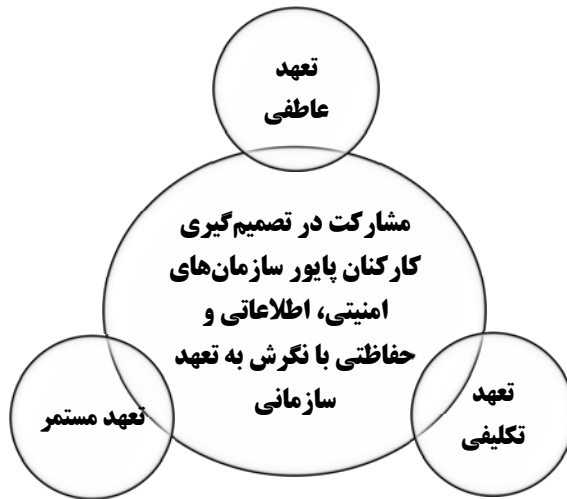 تعهد
عاطفی
مشارکت در تصمیم‌گیری
کارکنان پایور سازمان‌های
امنیتی، اطلاعاتی و
حفاظتی با نگرش به تعهد
سازمانی
تعهد
تکلیفی
تعهد مستمر